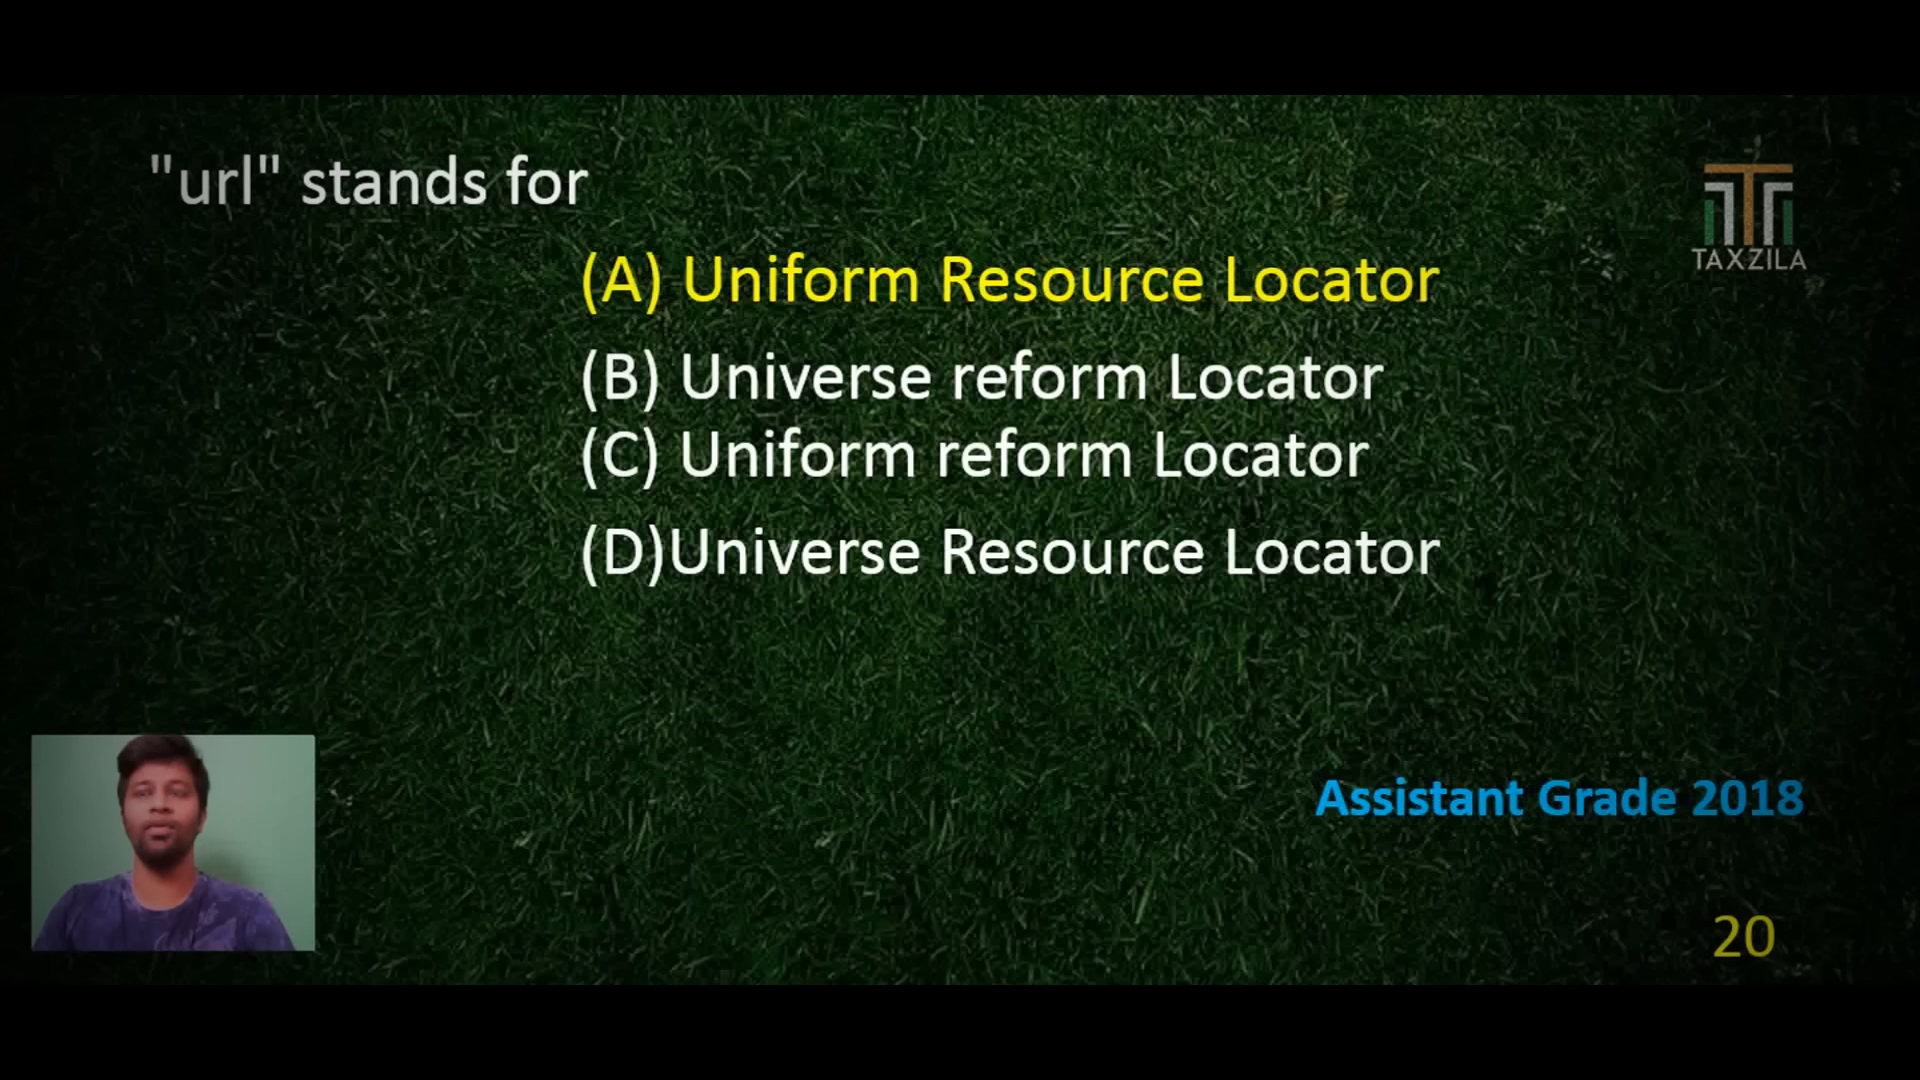 "url" stands for
TAXZILA
(A) Uniform Resource Locator
(B) Universe reform Locator
(C) Uniform reform Locator
(D)Universe Resource Locator
Assistant Grade 2018
20